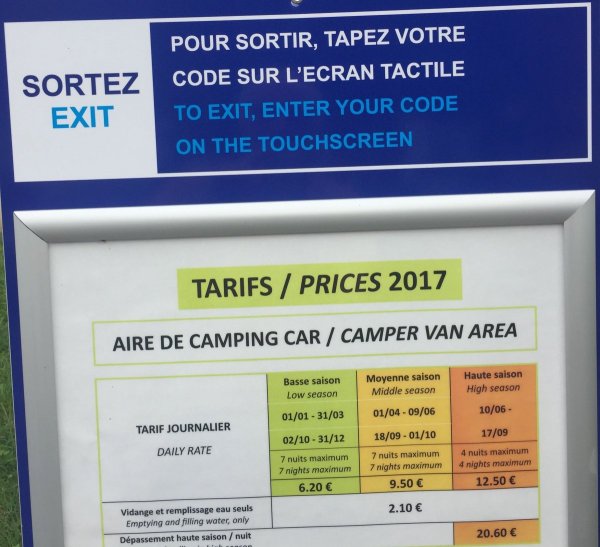 SORTEZ
EXIT
POUR SORTIR, TAPEZ VOTRE
CODE SUR L'ECRAN TACTILE
TO EXIT, ENTER YOUR CODE
ON THE TOUCHSCREEN
TARIFS / PRICES 2017
AIRE DE CAMPING CAR / CAMPER VAN AREA
TARIF JOURNALIER
DAILY RATE
Basse saison
Low season
01/01 - 31/03
02/10 - 31/12
7 nuits maximum
7 nights maximum
6.20 €
Moyenne saison
Middle season
01/04 - 09/06
18/09 - 01/10
7 nuits maximum
7 nights maximum
9.50 €
Haute saison
High season
10/06 -
17/09
4 nuits maximum
4 nights maximum
12.50 €
Vidange et remplissage eau seuls
Emptying and filling water, only
2.10 €
Dépassement haute saison / nuit
20.60 €